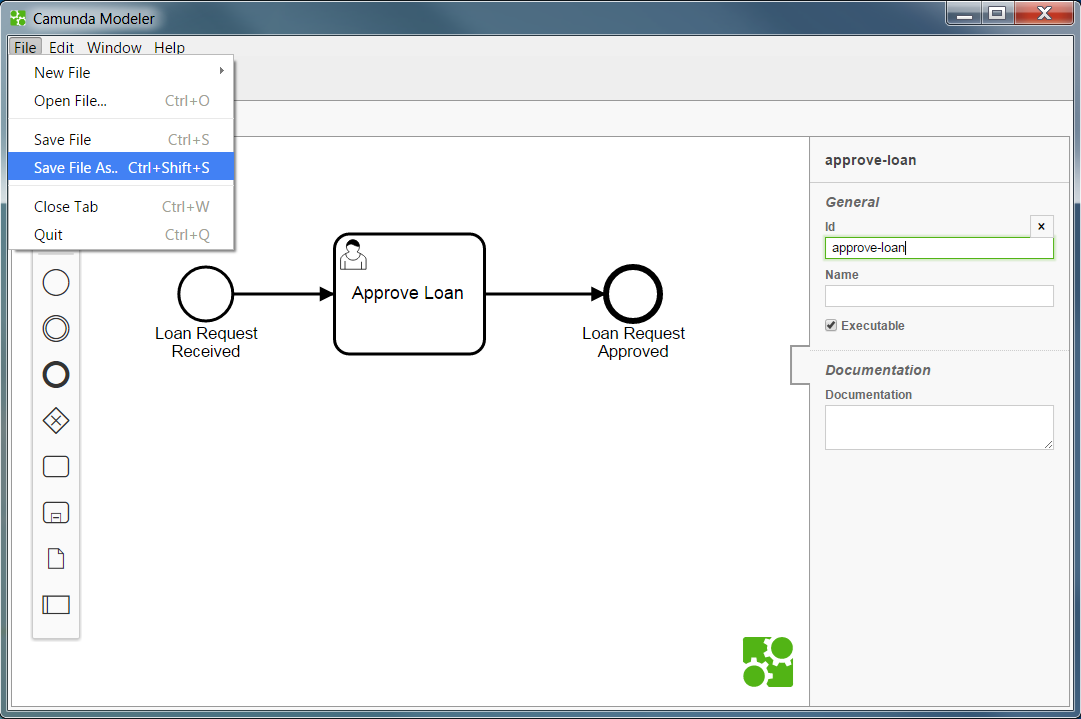 Camunda Modeler
File Edit Window Help
New File
Open File... Ctrl+O
Save File Ctrl+S
Save File As.. Ctrl+Shift+S
Close Tab Ctrl+W
Quit Ctrl+Q
Approve Loan
Loan Request
Received
Loan Request
Approved
approve-loan
General
Id
approve-loan
Name
Executable
Documentation
Documentation